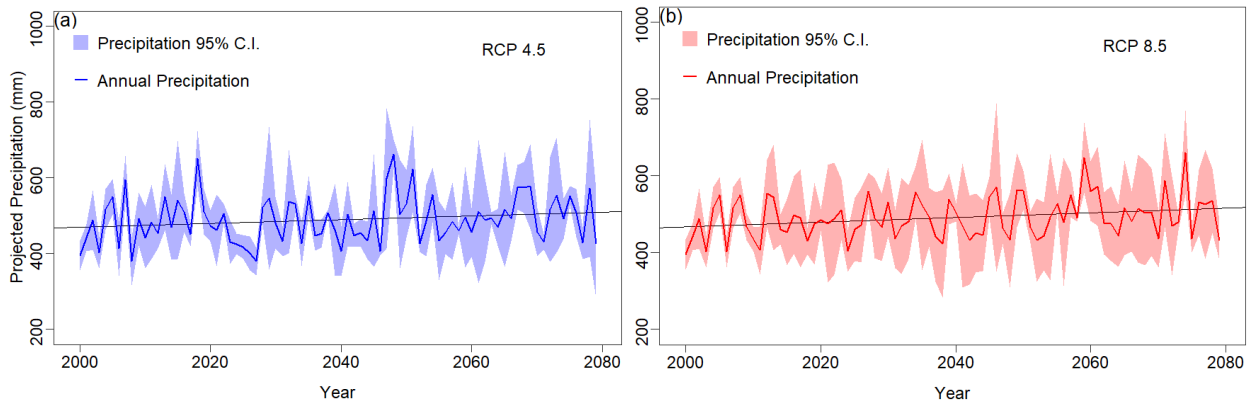 (a)
Precipitation 95% C.I.
RCP 4.5
Annual Precipitation
Projected Precipitation (mm)
1000
800
600
400
200
2000
2020
2040
2060
2080
Year
(b)
Precipitation 95% C.I.
RCP 8.5
Annual Precipitation
1000
800
600
400
200
2000
2020
2040
2060
2080
Year